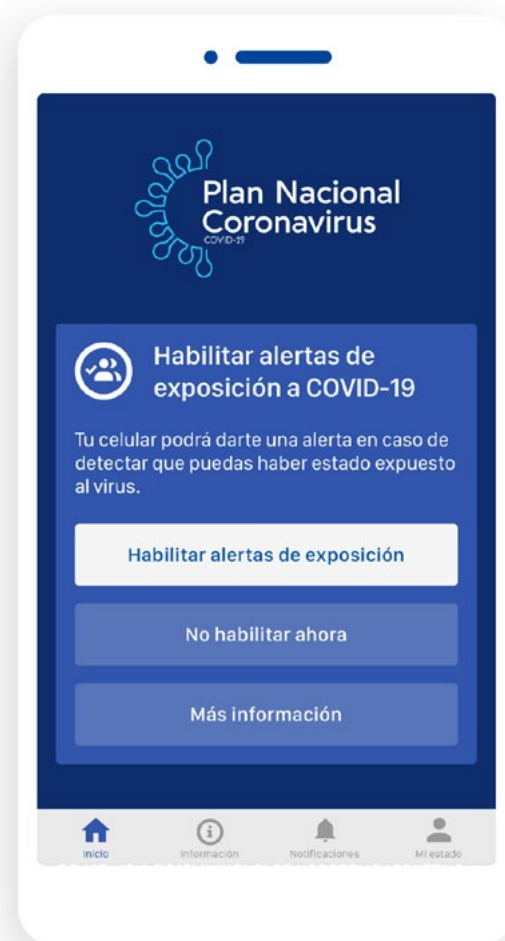 Plan Nacional
Coronavirus
COVID-19
Habilitar alertas de
exposición a COVID-19
Tu celular podrá darte una alerta en caso de
detectar que puedas haber estado expuesto
al virus.
Habilitar alertas de exposición
No habilitar ahora
Más información
Inicio
Información
Notificaciones
Mi estado